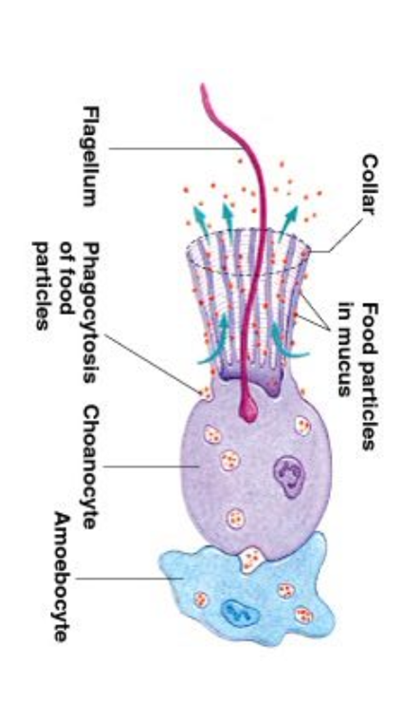 Collar
Food particles
in mucus
Flagellum
Phagocytosis
of food
particles
Choanocyte
Amoebocyte